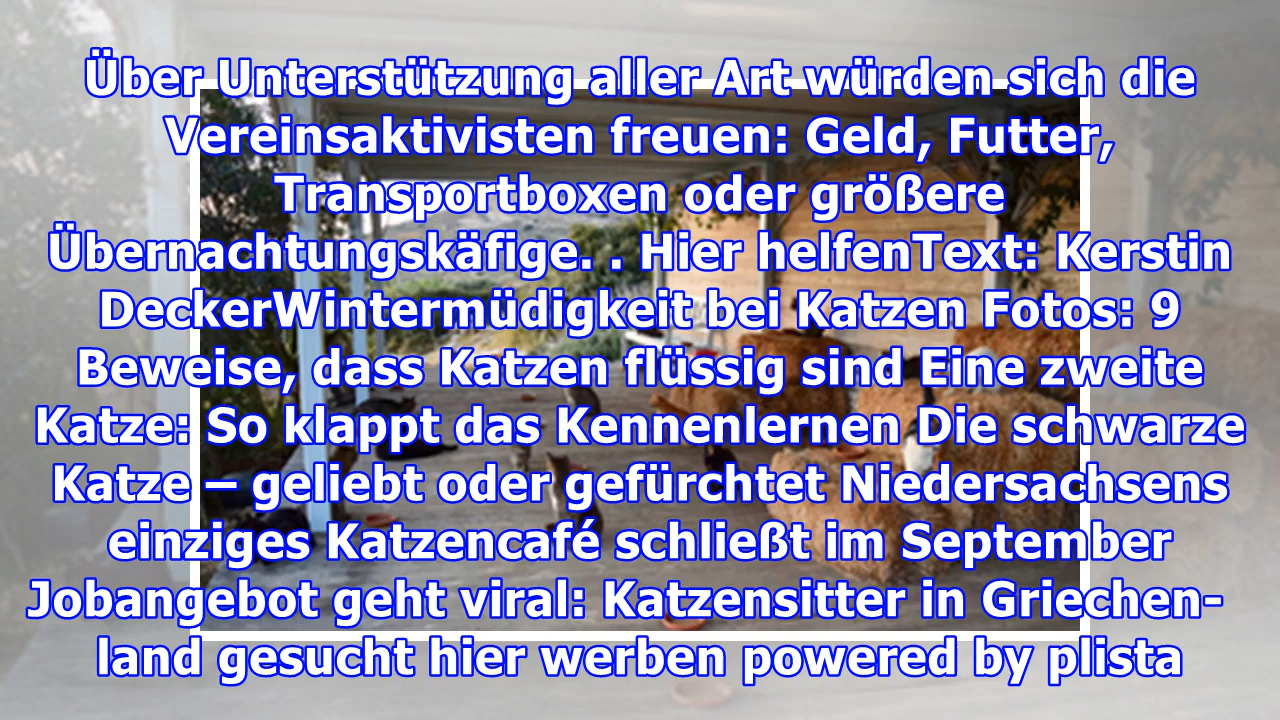 Über Unterstützung aller Art würden sich die
Vereinsaktivisten freuen: Geld, Futter,
Transportboxen oder größere
Übernachtungskäfige. . Hier helfenText: Kerstin
DeckerWintermüdigkeit bei Katzen Fotos: 9
Beweise, dass Katzen flüssig sind Eine zweite
Katze: So klappt das Kennenlernen Die schwarze
Katze – geliebt oder gefürchtet Niedersachsens
einziges Katzencafé schließt im September
Jobangebot geht viral: Katzensitter in Griechen-
land gesucht hier werben powered by plista